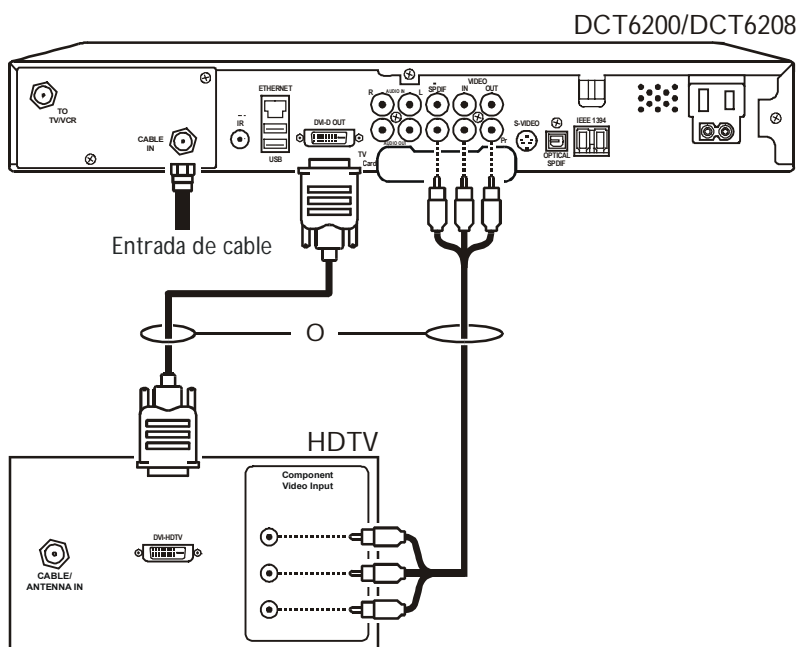 DCT6200/DCT6208
TO
TV/VCR
CABLE
IN
IR
ETHERNET
USB
DVI-D OUT
TV
Card
R
AUDIO IN
L
SPDIF
VIDEO
IN
OUT
AUDIO OUT
Pr
S-VIDEO
OPTICAL
SPDIF
IEEE 1394
Entrada de cable
O
HDTV
Component
Video Input
DVI-HDTV
CABLE/
ANTENNA IN